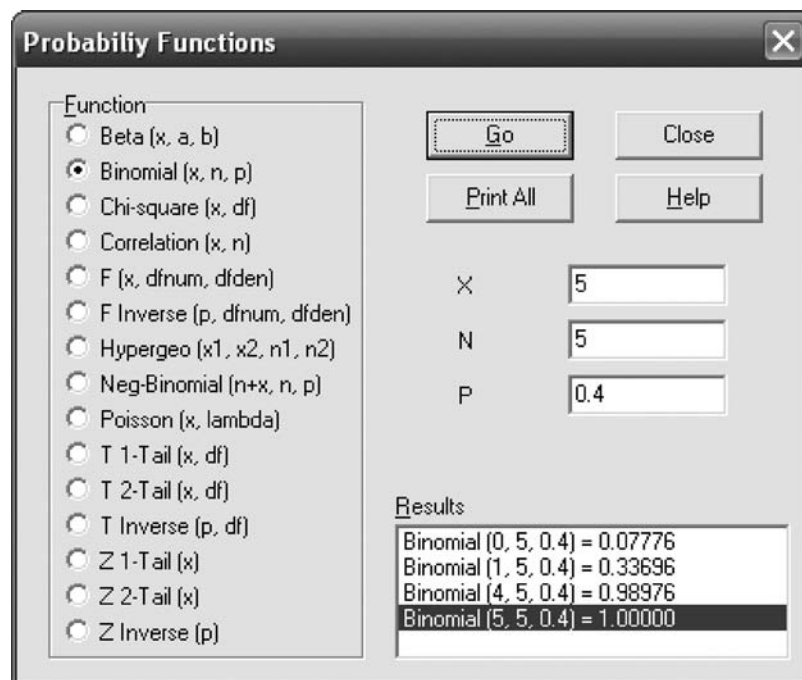 Probabiliy Functions
Function
Beta (x, a, b)
Binomial (x, n, p)
Chi-square (x, df)
Correlation (x, n)
F (x, dfnum, dfden)
F Inverse (p, dfnum, dfden)
Hypergeo (x1, x2, n1, n2)
Neg-Binomial (n+x, n, p)
Poisson (x, lambda)
T 1-Tail (x, df)
T 2-Tail (x, df)
T Inverse (p, df)
Z 1-Tail (x)
Z 2-Tail (x)
Z Inverse (p)
Go
Close
Print All
Help
X 5
N 5
P 0.4
Results
Binomial (0, 5, 0.4) = 0.07776
Binomial (1, 5, 0.4) = 0.33696
Binomial (4, 5, 0.4) = 0.98976
Binomial (5, 5, 0.4) = 1.00000